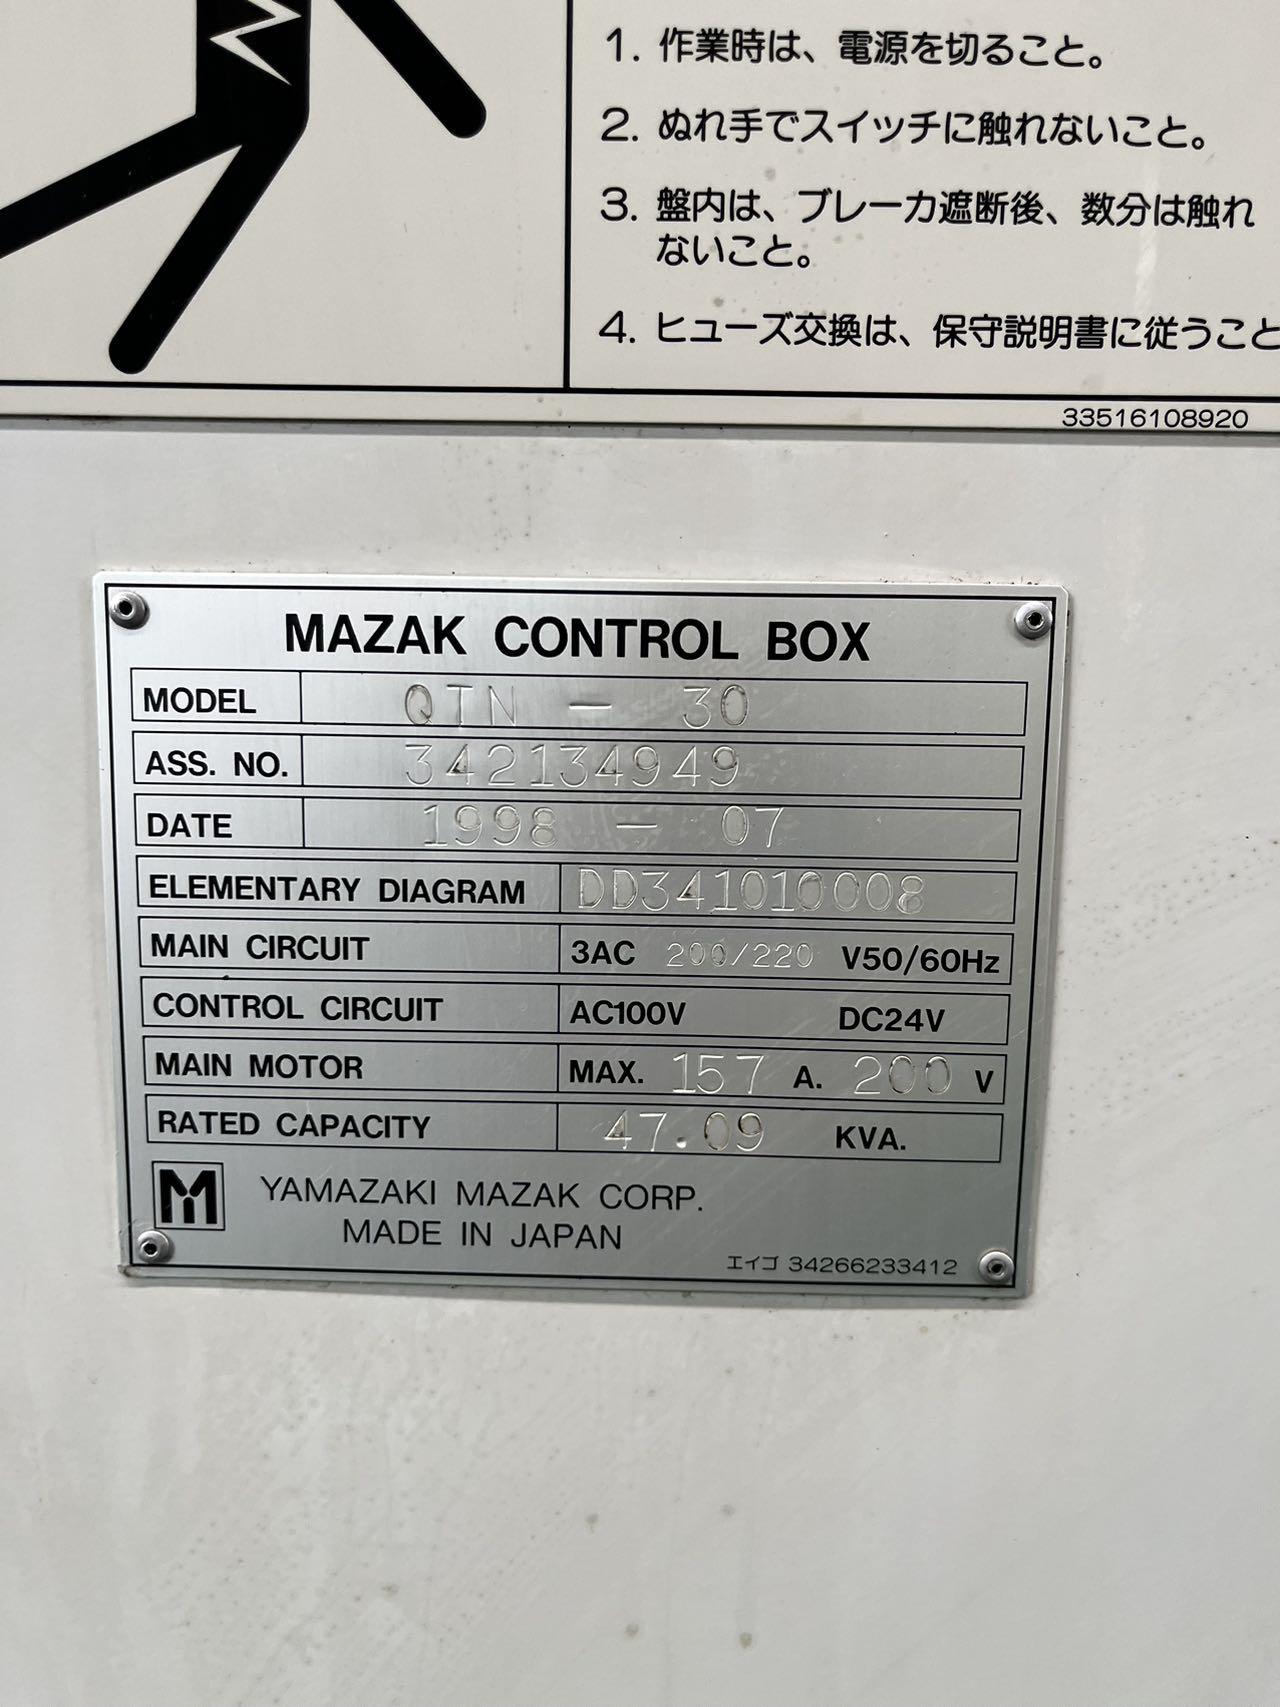 1. 作業時は、電源を切ること。
2. ぬれ手でスイッチに触れないこと。
3. 盤内は、ブレーカ遮断後、数分は触れ
ないこと。
4. ヒューズ交換は、保守説明書に従うこと
33516108920
MAZAK CONTROL BOX
MODEL QTN - 30
ASS. NO. 342134949
DATE 1998 - 07
ELEMENTARY DIAGRAM DD341010008
MAIN CIRCUIT 3AC 200/220 V50/60Hz
CONTROL CIRCUIT AC100V DC24V
MAIN MOTOR MAX. 157 A. 200 V
RATED CAPACITY 47.09 KVA.
YAMAZAKI MAZAK CORP.
MADE IN JAPAN
エイゴ 34266233412